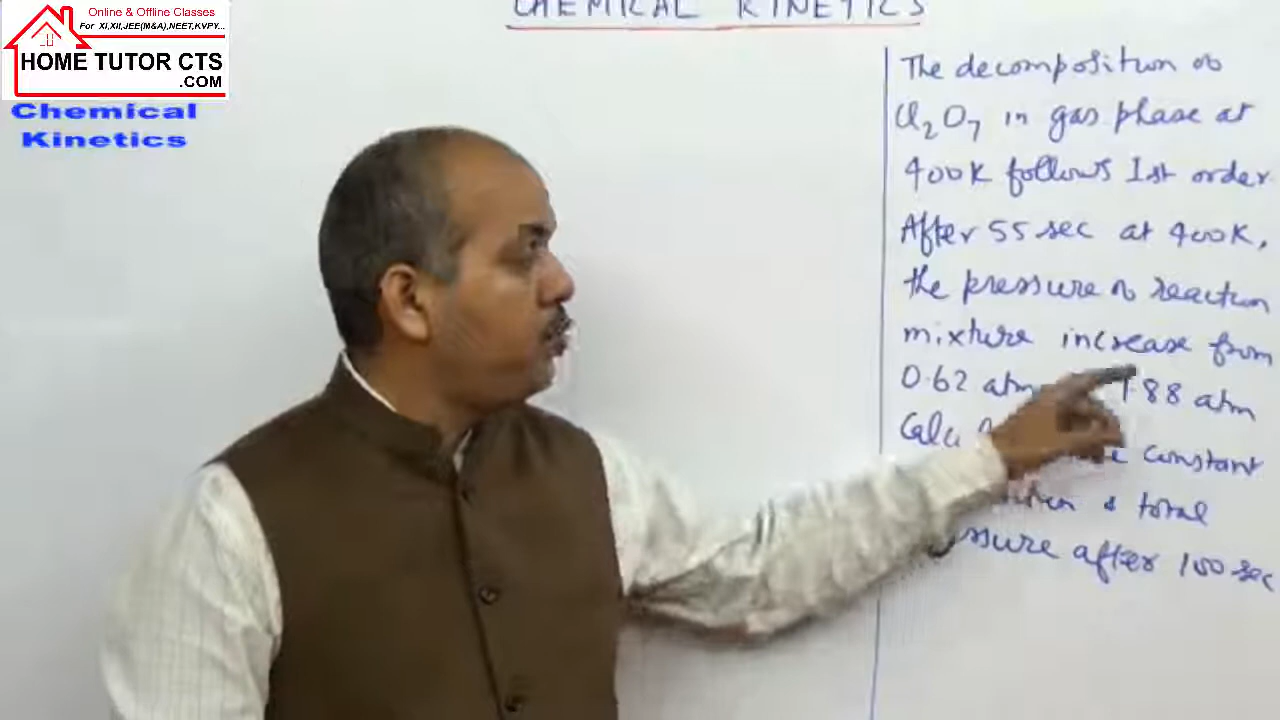 CHEMICAL KINETICS
Online & Offline Classes
For XI,XII,JEE(M&A),NEET,KVPY...
HOME TUTOR CTS
.COM
Chemical
Kinetics
The decomposition of
Cl2O7 in gas phase at
400K follows 1st order
After 55 sec at 400K,
the pressure of reaction
mixture increase from
0.62 atm 1.88 atm
constant
& total
after 100 sec